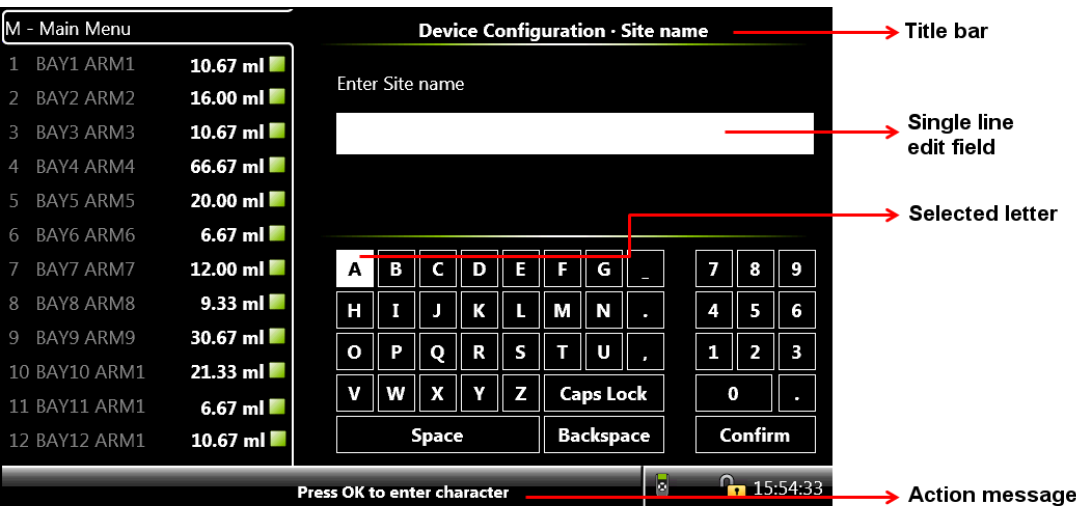 M - Main Menu
1 BAY1 ARM1 10.67 ml
2 BAY2 ARM2 16.00 ml
3 BAY3 ARM3 10.67 ml
4 BAY4 ARM4 66.67 ml
5 BAY5 ARM5 20.00 ml
6 BAY6 ARM6 6.67 ml
7 BAY7 ARM7 12.00 ml
8 BAY8 ARM8 9.33 ml
9 BAY9 ARM9 30.67 ml
10 BAY10 ARM1 21.33 ml
11 BAY11 ARM1 6.67 ml
12 BAY12 ARM1 10.67 ml
Device Configuration · Site name
Enter Site name
A B C D E F G _ 7 8 9
H I J K L M N . 4 5 6
O P Q R S T U , 1 2 3
V W X Y Z Caps Lock 0 .
Space Backspace Confirm
Press OK to enter character
15:54:33
Title bar
Single line
edit field
Selected letter
Action message